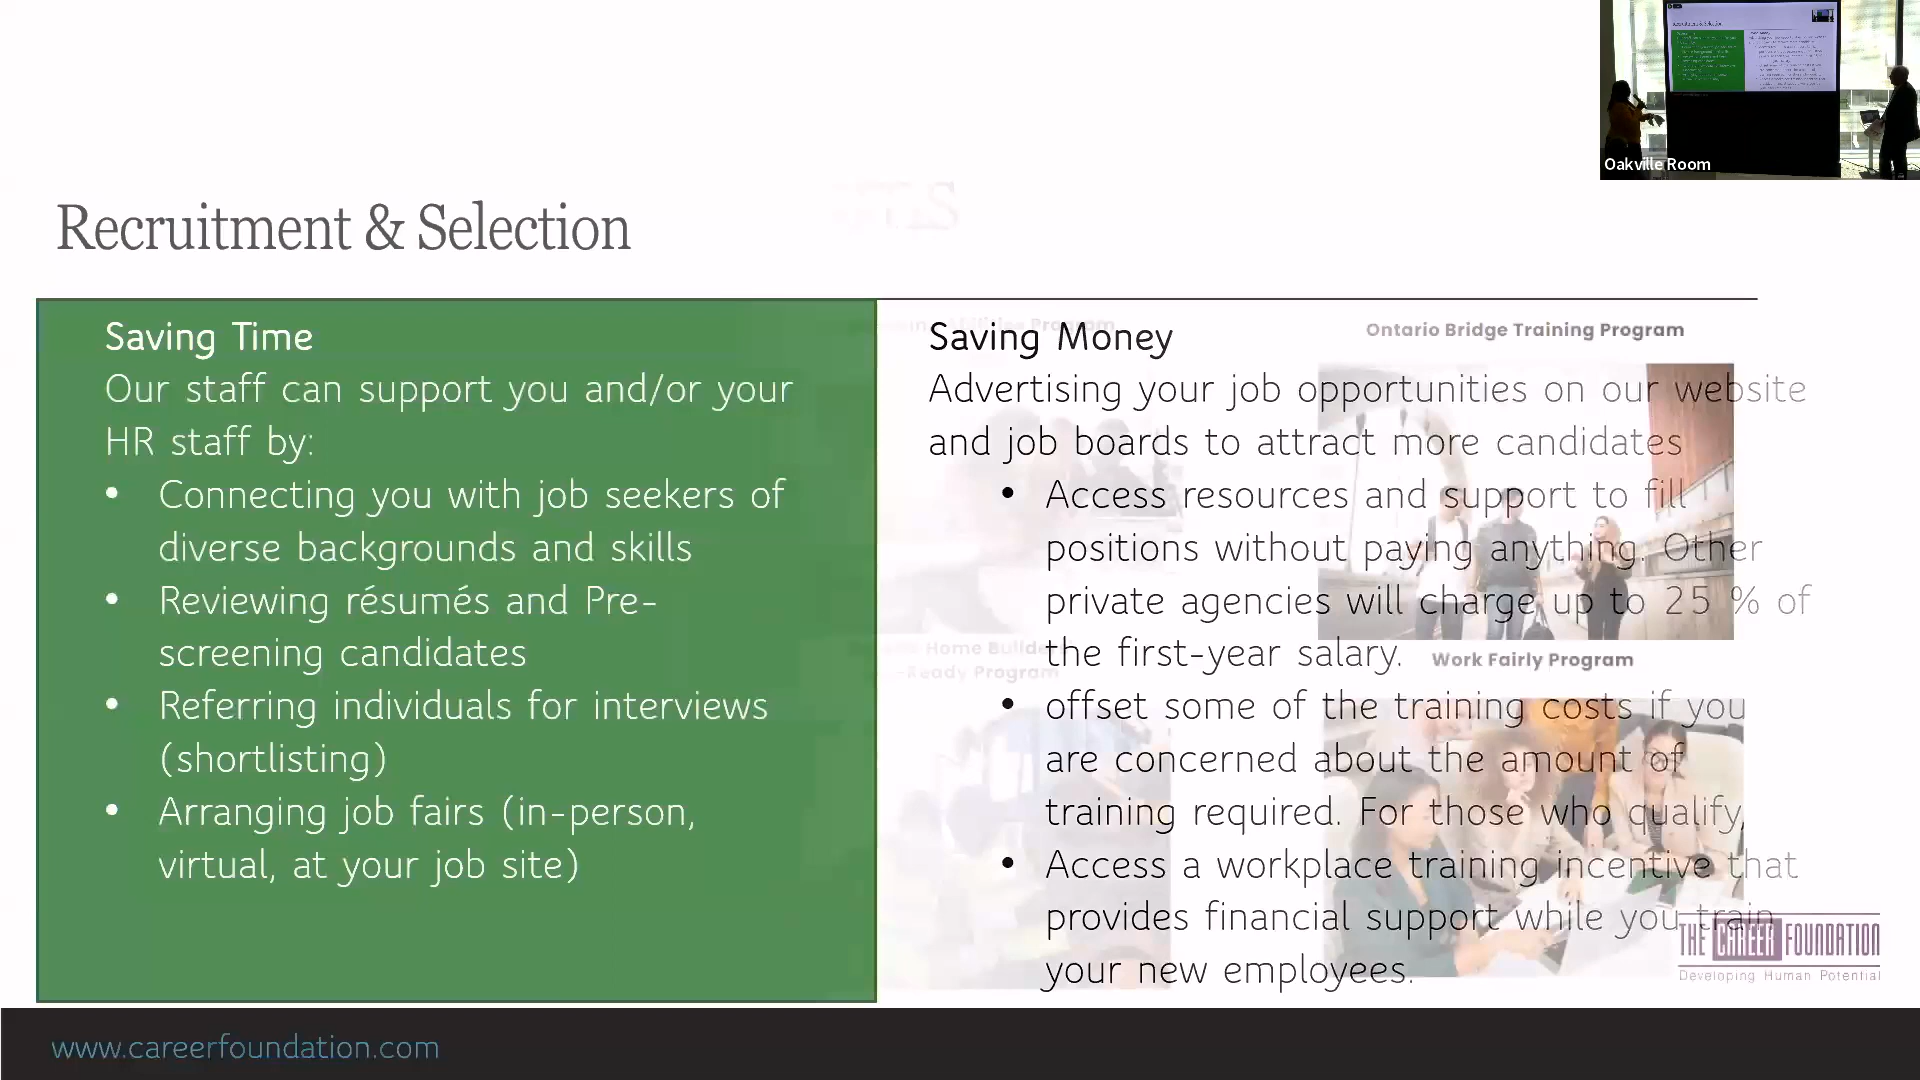 Oakville Room
Recruitment & Selection
Saving Time
Our staff can support you and/or your
HR staff by:
• Connecting you with job seekers of
diverse backgrounds and skills
• Reviewing résumés and Pre-
screening candidates
• Referring individuals for interviews
(shortlisting)
• Arranging job fairs (in-person,
virtual, at your job site)
Saving Money
Advertising your job opportunities on our website
and job boards to attract more candidates
• Access resources and support to fill
positions without paying anything. Other
private agencies will charge up to 25 % of
the first-year salary.
• offset some of the training costs if you
are concerned about the amount of
training required. For those who qualify,
• Access a workplace training incentive that
provides financial support while you train
your new employees.
Program
Ontario Bridge Training Program
Home Builders
-Ready Program
Work Fairly Program
THE CAREER FOUNDATION
Developing Human Potential
www.careerfoundation.com